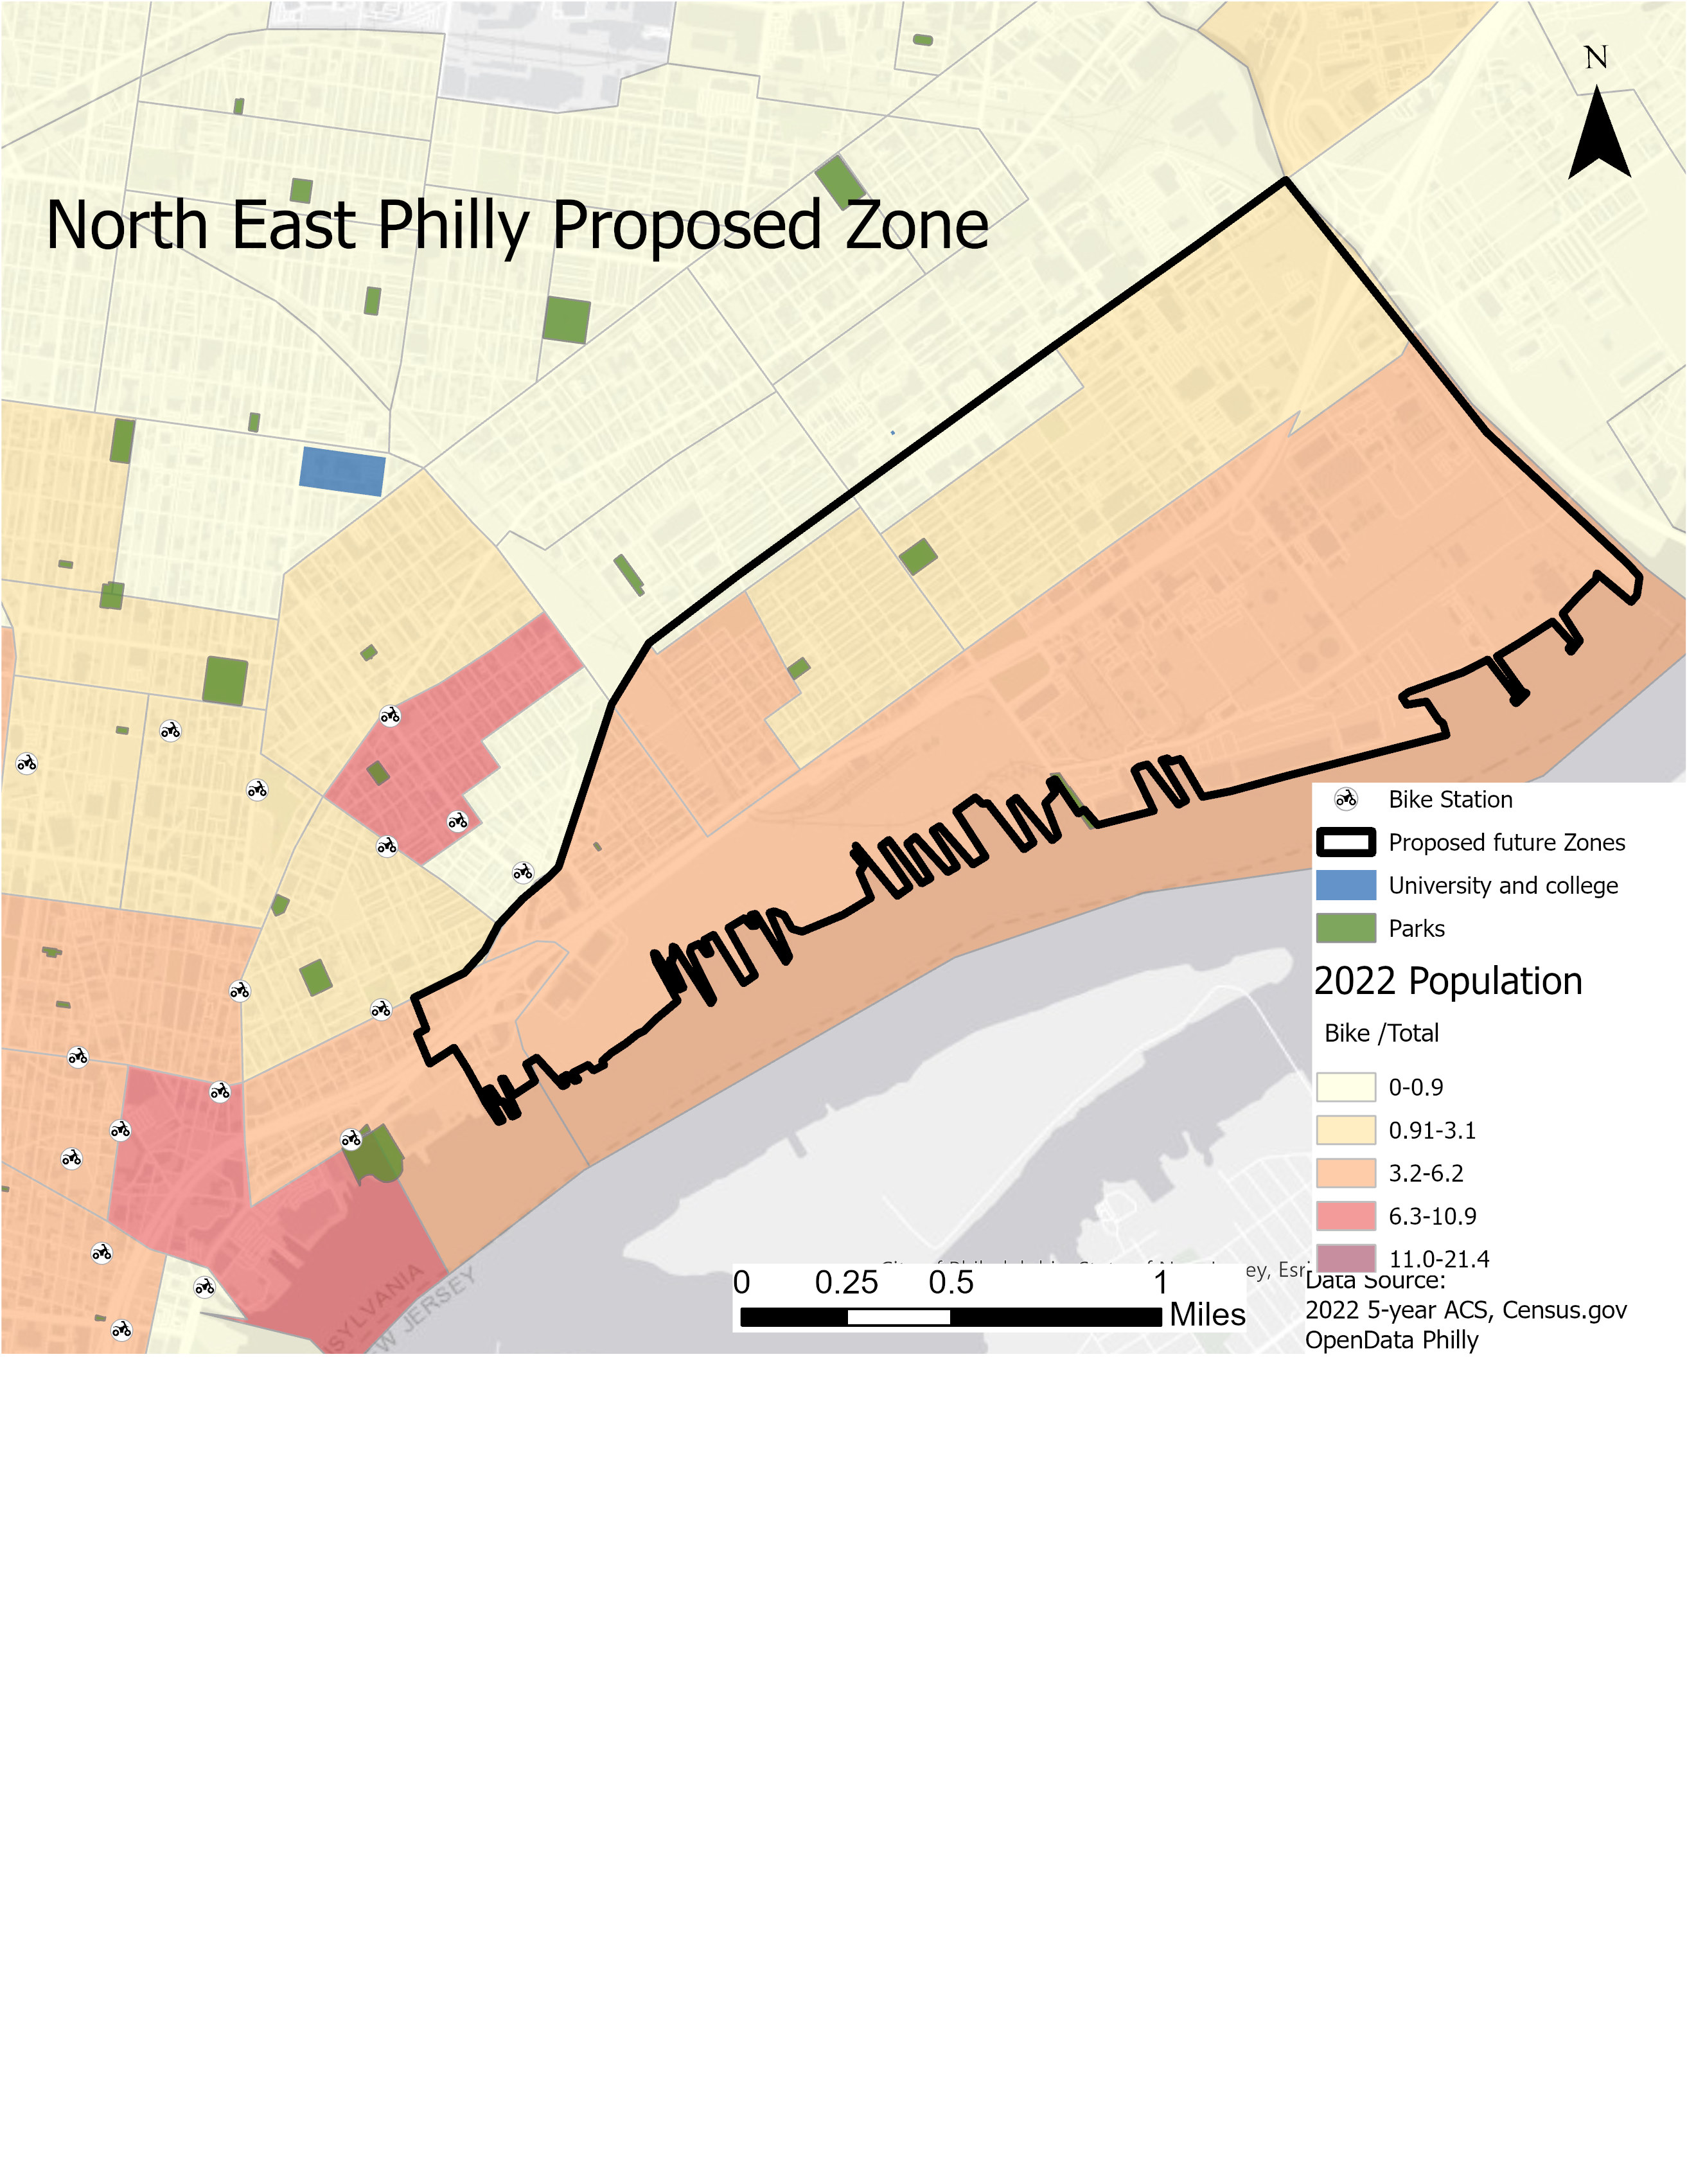 N
North East Philly Proposed Zone
Bike Station
Proposed future Zones
University and college
Parks
2022 Population
Bike /Total
0-0.9
0.91-3.1
3.2-6.2
6.3-10.9
11.0-21.4
ey, Esri
0 0.25 0.5 1
Miles
Data Source:
2022 5-year ACS, Census.gov
OpenData Philly
SYLVANIA
W JERSEY